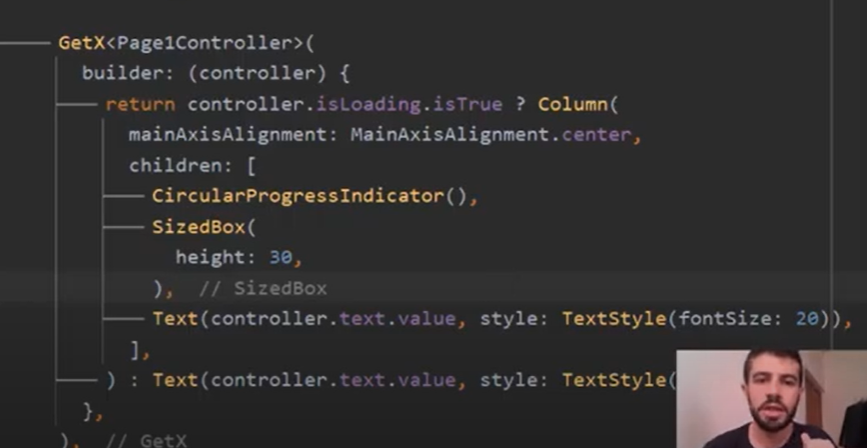 GetX<Page1Controller>(
builder: (controller) {
return controller.isLoading.isTrue ? Column(
mainAxisAlignment: MainAxisAlignment.center,
children: [
CircularProgressIndicator(),
SizedBox(
height: 30,
), // SizedBox
Text(controller.text.value, style: TextStyle(fontSize: 20)),
],
) : Text(controller.text.value, style: TextStyle(
},
), // GetX